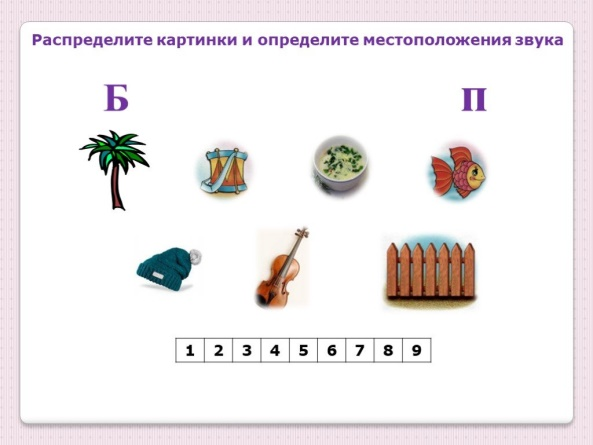 Распределите картинки и определите местоположения звука
Б П
1 2 3 4 5 6 7 8 9